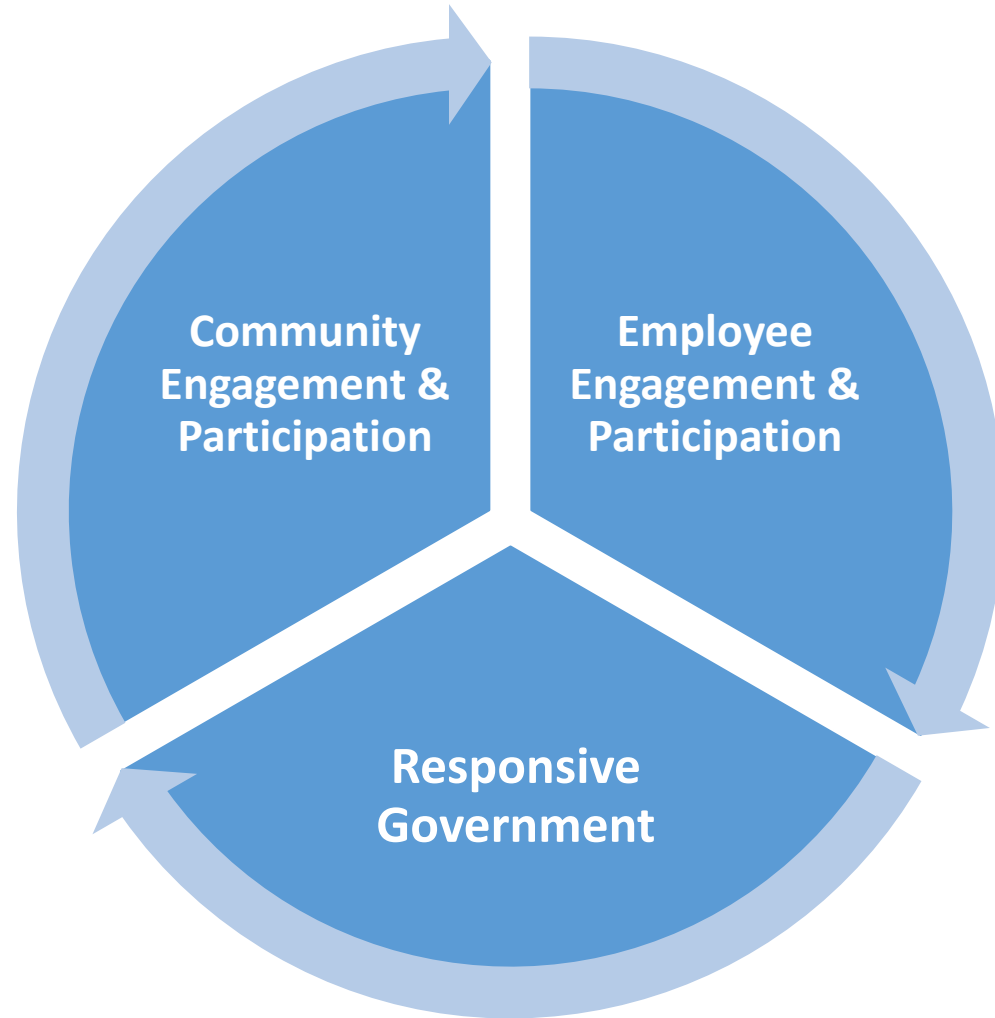 Community
Engagement &
Participation
Employee
Engagement &
Participation
Responsive
Government